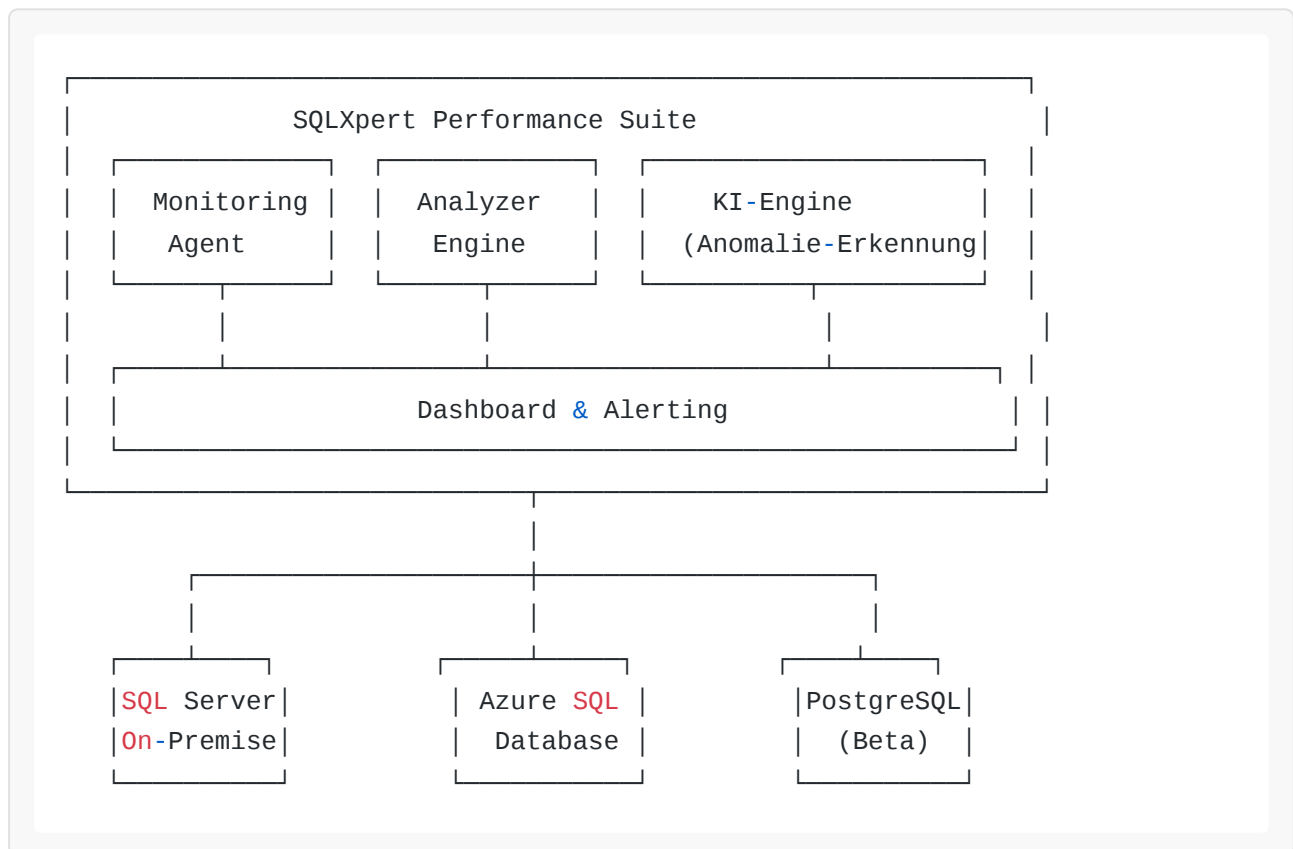 SQLXpert Performance Suite
Monitoring Analyzer KI-Engine
Agent Engine (Anomalie-Erkennung
Dashboard & Alerting
SQL Server Azure SQL PostgreSQL
On-Premise Database (Beta)